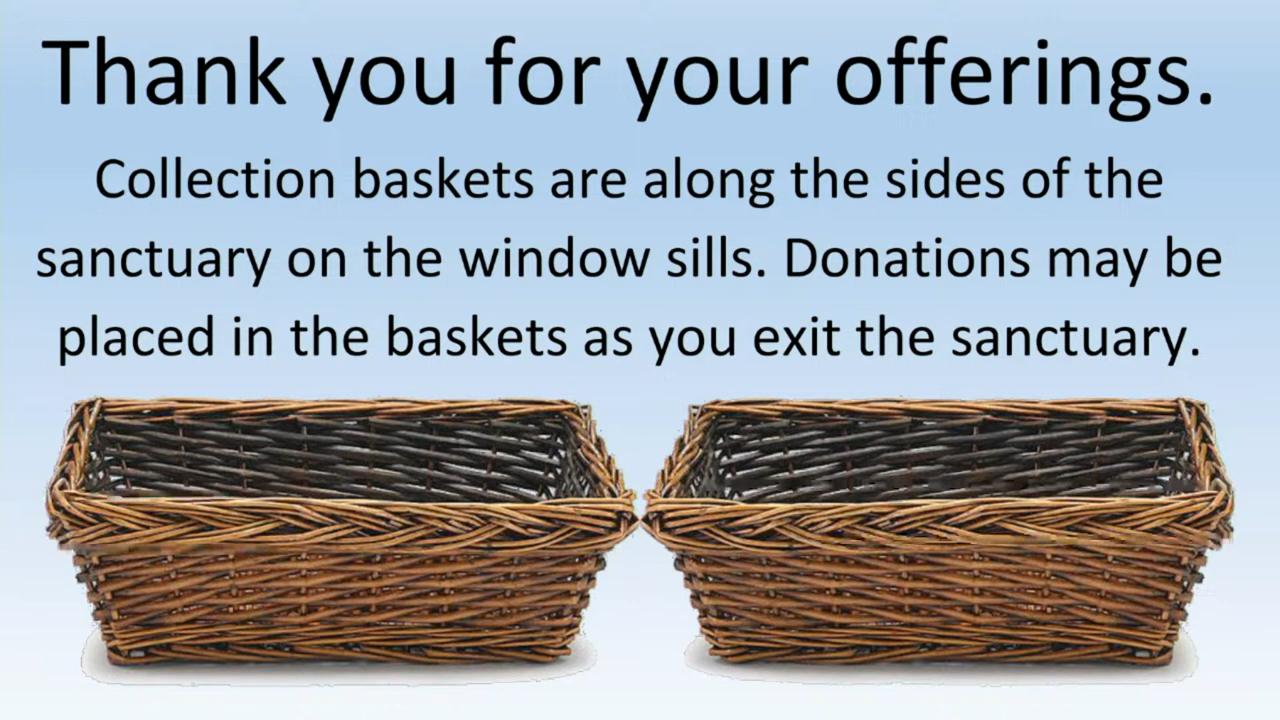 Thank you for your offerings.
Collection baskets are along the sides of the
sanctuary on the window sills. Donations may be
placed in the baskets as you exit the sanctuary.